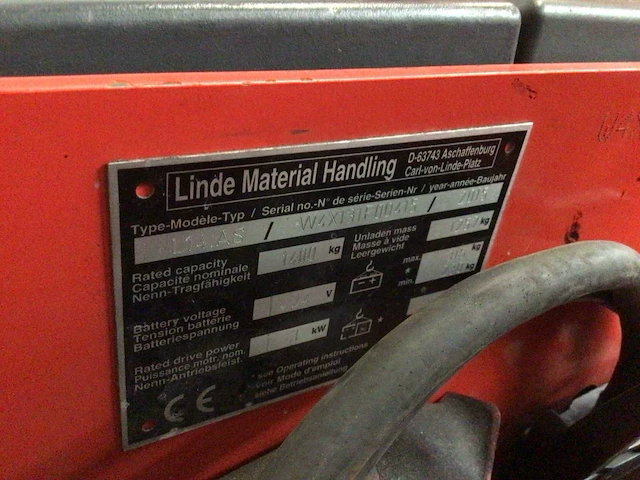 Linde Material Handling
D-63743 Aschaffenburg
Carl-von-Linde-Platz
Type-Modèle-Typ / Serial no.-N° de série-Serien-Nr / year-année-Baujahr
/ /
Rated capacity
Capacité nominale
Nenn-Tragfähigkeit
1400 kg
Unladen mass
Masse à vide
Leergewicht
kg
Battery voltage
Tension batterie
Batteriespannung
V
max.
*
min.
kg
Rated drive power
Puissance motr. nom.
Nenn-Antriebsleist
kW
*
*see Operating instructions
voir Mode d'emploi
siehe Betriebsanleitung
CE